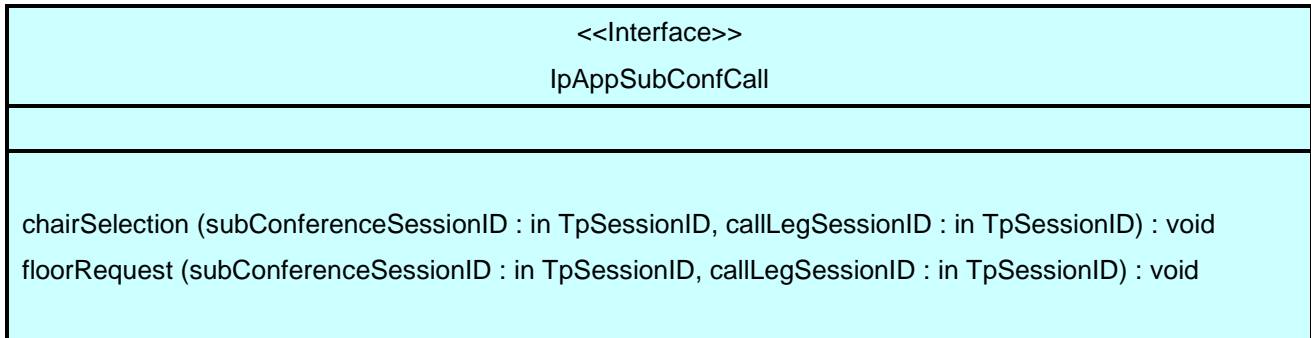 <<Interface>>
IpAppSubConfCall
chairSelection (subConferenceSessionID : in TpSessionID, callLegSessionID : in TpSessionID) : void
floorRequest (subConferenceSessionID : in TpSessionID, callLegSessionID : in TpSessionID) : void